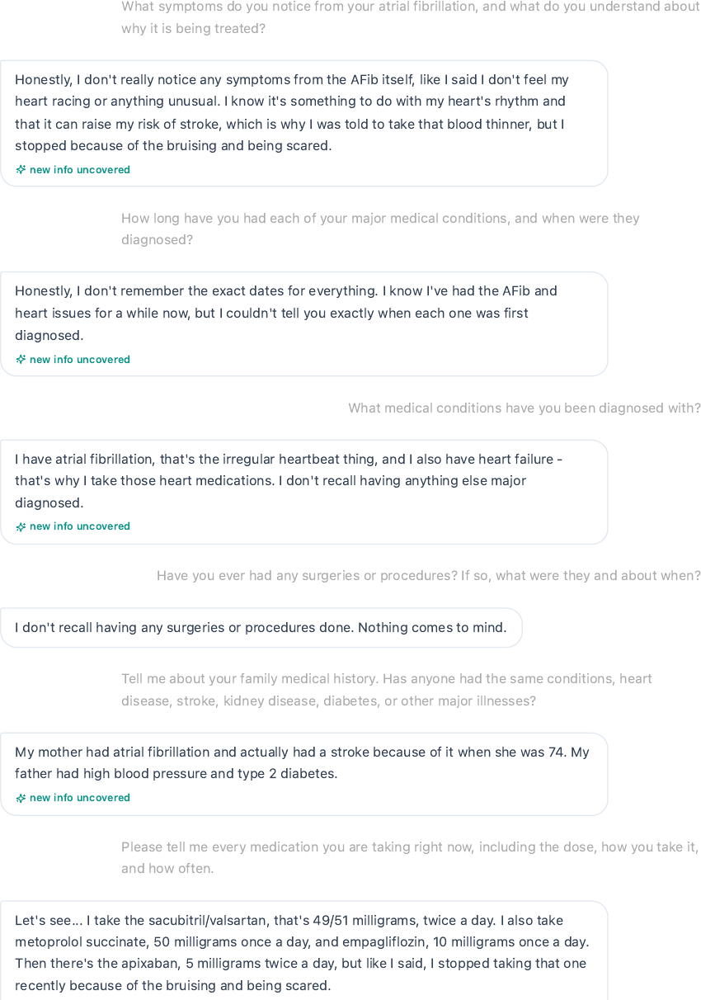 What symptoms do you notice from your atrial fibrillation, and what do you understand about
why it is being treated?
Honestly, I don't really notice any symptoms from the AFib itself, like I said I don't feel my
heart racing or anything unusual. I know it's something to do with my heart's rhythm and
that it can raise my risk of stroke, which is why I was told to take that blood thinner, but I
stopped because of the bruising and being scared.
new info uncovered
How long have you had each of your major medical conditions, and when were they
diagnosed?
Honestly, I don't remember the exact dates for everything. I know I've had the AFib and
heart issues for a while now, but I couldn't tell you exactly when each one was first
diagnosed.
new info uncovered
What medical conditions have you been diagnosed with?
I have atrial fibrillation, that's the irregular heartbeat thing, and I also have heart failure -
that's why I take those heart medications. I don't recall having anything else major
diagnosed.
new info uncovered
Have you ever had any surgeries or procedures? If so, what were they and about when?
I don't recall having any surgeries or procedures done. Nothing comes to mind.
Tell me about your family medical history. Has anyone had the same conditions, heart
disease, stroke, kidney disease, diabetes, or other major illnesses?
My mother had atrial fibrillation and actually had a stroke because of it when she was 74. My
father had high blood pressure and type 2 diabetes.
new info uncovered
Please tell me every medication you are taking right now, including the dose, how you take it,
and how often.
Let's see... I take the sacubitril/valsartan, that's 49/51 milligrams, twice a day. I also take
metoprolol succinate, 50 milligrams once a day, and empagliflozin, 10 milligrams once a day.
Then there's the apixaban, 5 milligrams twice a day, but like I said, I stopped taking that one
recently because of the bruising and being scared.